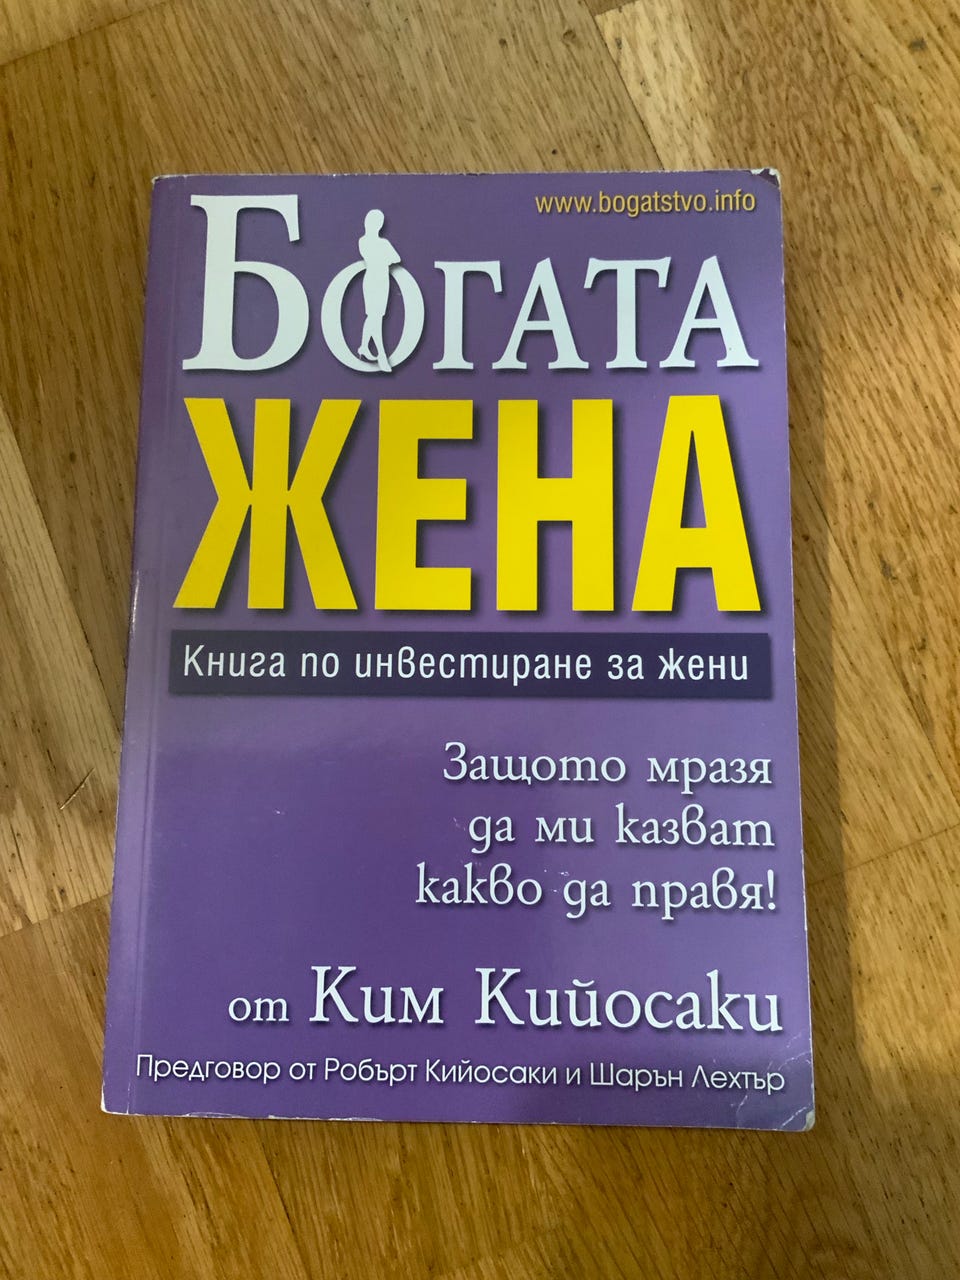 www.bogatstvo.info
БОГАТА
ЖЕНА
Книга по инвестиране за жени
Защото мразя
да ми казват
какво да правя!
от Ким Кийосаки
Предговор от Робърт Кийосаки и Шарън Лехтър